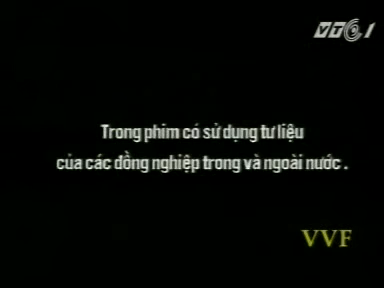 VTC1
Trong phim có sử dụng tư liệu
của các đồng nghiệp trong và ngoài nước .
VVF